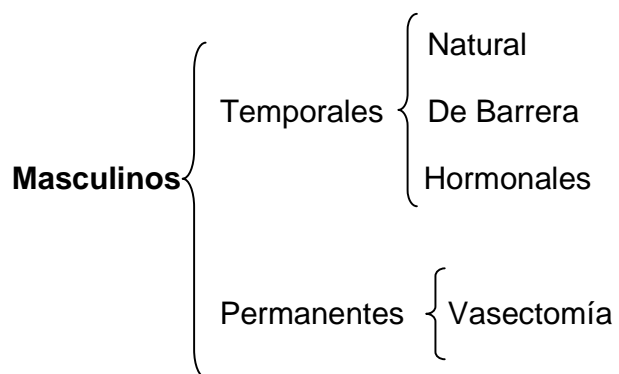 Natural
Temporales
De Barrera
Masculinos
Hormonales
Permanentes
Vasectomía